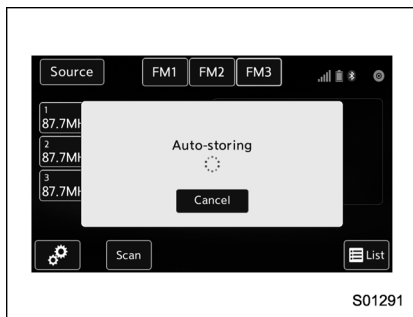 Source FM1 FM2 FM3
1
87.7MH
2
87.7MH
3
87.7MH
Auto-storing
Cancel
Scan List
S01291